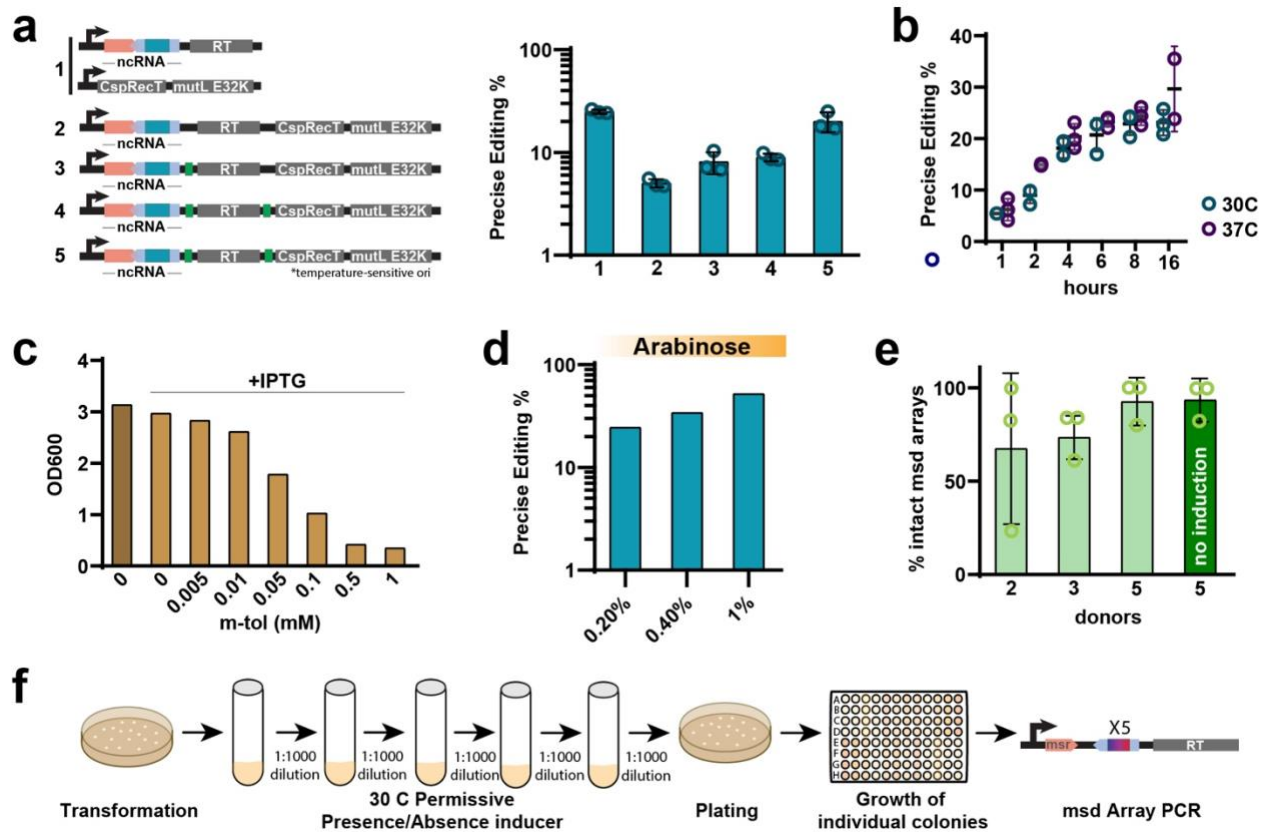 a
1
ncRNA
RT
CspRecT
mutL E32K
2
ncRNA
RT
CspRecT
mutL E32K
3
ncRNA
RT
CspRecT
mutL E32K
4
ncRNA
RT
CspRecT
mutL E32K
5
ncRNA
RT
CspRecT
mutL E32K
*temperature-sensitive ori
Precise Editing %
100
10
1
1 2 3 4 5
b
Precise Editing %
40
30
20
10
0
1 2 4 6 8 16
hours
30C
37C
c
+IPTG
OD600
4
3
2
1
0
0 0 0.005 0.01 0.05 0.1 0.5 1
m-tol (mM)
d
Arabinose
Precise Editing %
100
10
1
0.20% 0.40% 1%
e
% intact msd arrays
100
50
0
no induction
2 3 5 5
donors
f
Transformation
1:1000
dilution
1:1000
dilution
1:1000
dilution
1:1000
dilution
30 C Permissive
Presence/Absence inducer
Plating
A
B
C
D
E
F
G
H
Growth of
individual colonies
X5
msr
RT
msd Array PCR